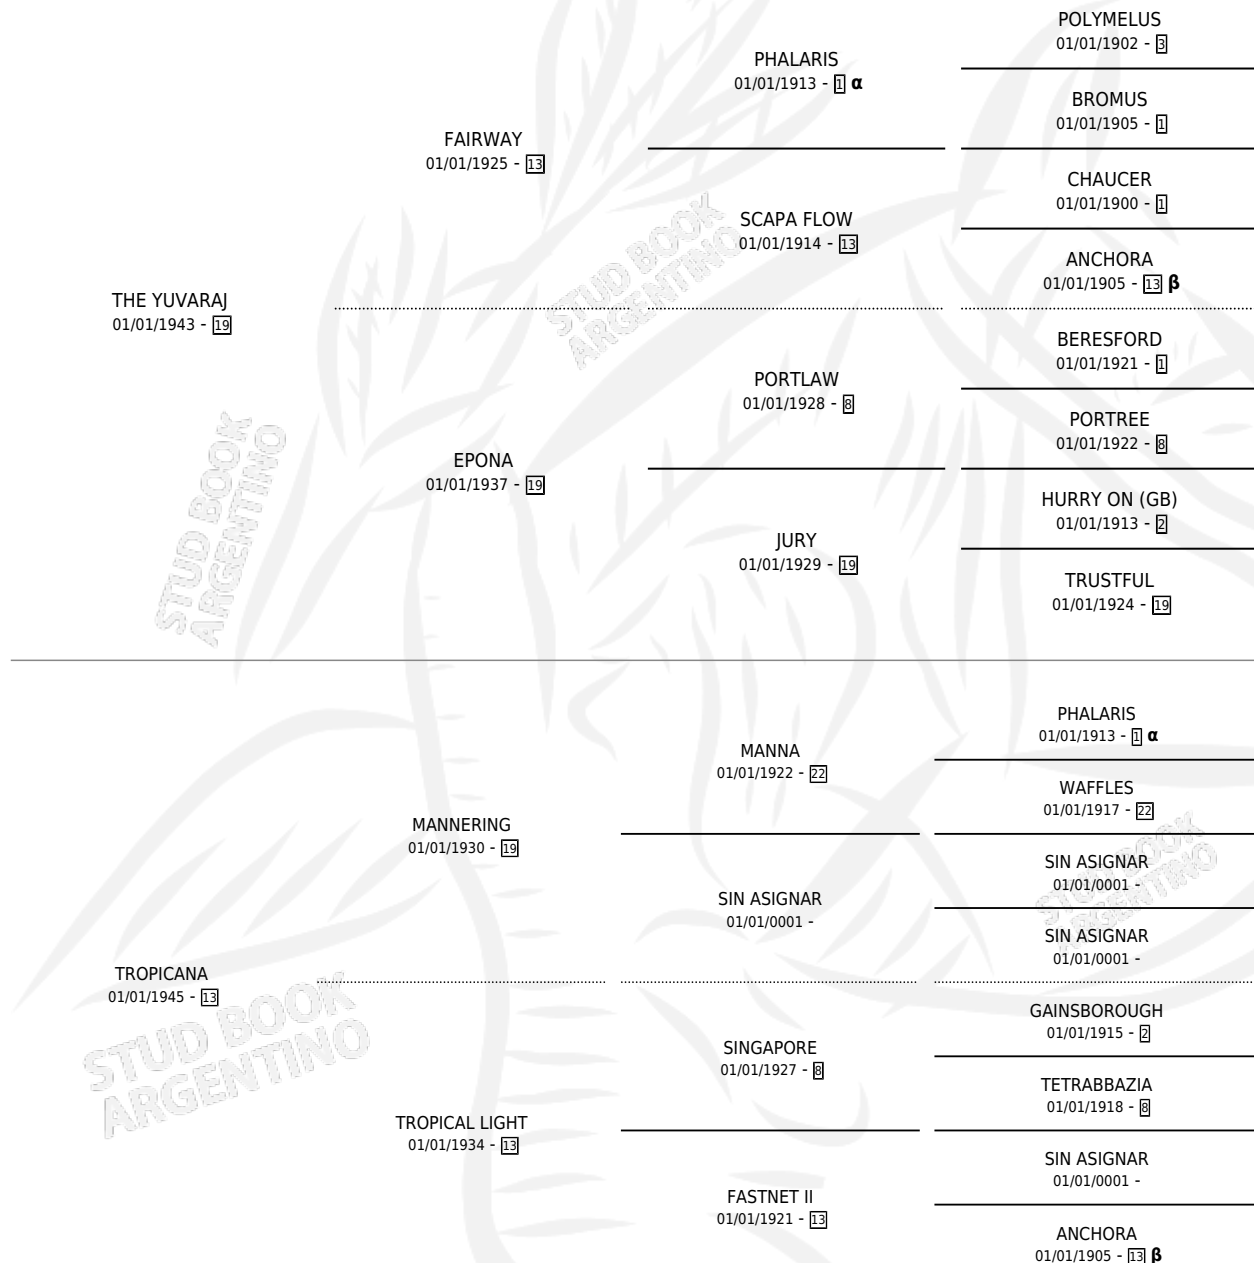 POLYMELUS
01/01/1902 - 3
PHALARIS
01/01/1913 - 1 α
BROMUS
01/01/1905 - 1
FAIRWAY
01/01/1925 - 13
CHAUCER
01/01/1900 - 1
SCAPA FLOW
01/01/1914 - 13
ANCHORA
01/01/1905 - 13 β
THE YUVARAJ
01/01/1943 - 19
STUD BOOK
ARGENTINO
BERESFORD
01/01/1921 - 1
PORTLAW
01/01/1928 - 8
PORTREE
01/01/1922 - 8
EPONA
01/01/1937 - 19
HURRY ON (GB)
01/01/1913 - 2
JURY
01/01/1929 - 19
TRUSTFUL
01/01/1924 - 19
STUD BOOK
ARGENTINO
PHALARIS
01/01/1913 - 1 α
MANNA
01/01/1922 - 22
WAFFLES
01/01/1917 - 22
MANNERING
01/01/1930 - 19
SIN ASIGNAR
01/01/0001 -
SIN ASIGNAR
01/01/0001 -
SIN ASIGNAR
01/01/0001 -
STUD BOOK
ARGENTINO
TROPICANA
01/01/1945 - 13
STUD BOOK
ARGENTINO
GAINSBOROUGH
01/01/1915 - 2
SINGAPORE
01/01/1927 - 8
TETRABBAZIA
01/01/1918 - 8
TROPICAL LIGHT
01/01/1934 - 13
SIN ASIGNAR
01/01/0001 -
FASTNET II
01/01/1921 - 13
ANCHORA
01/01/1905 - 13 β